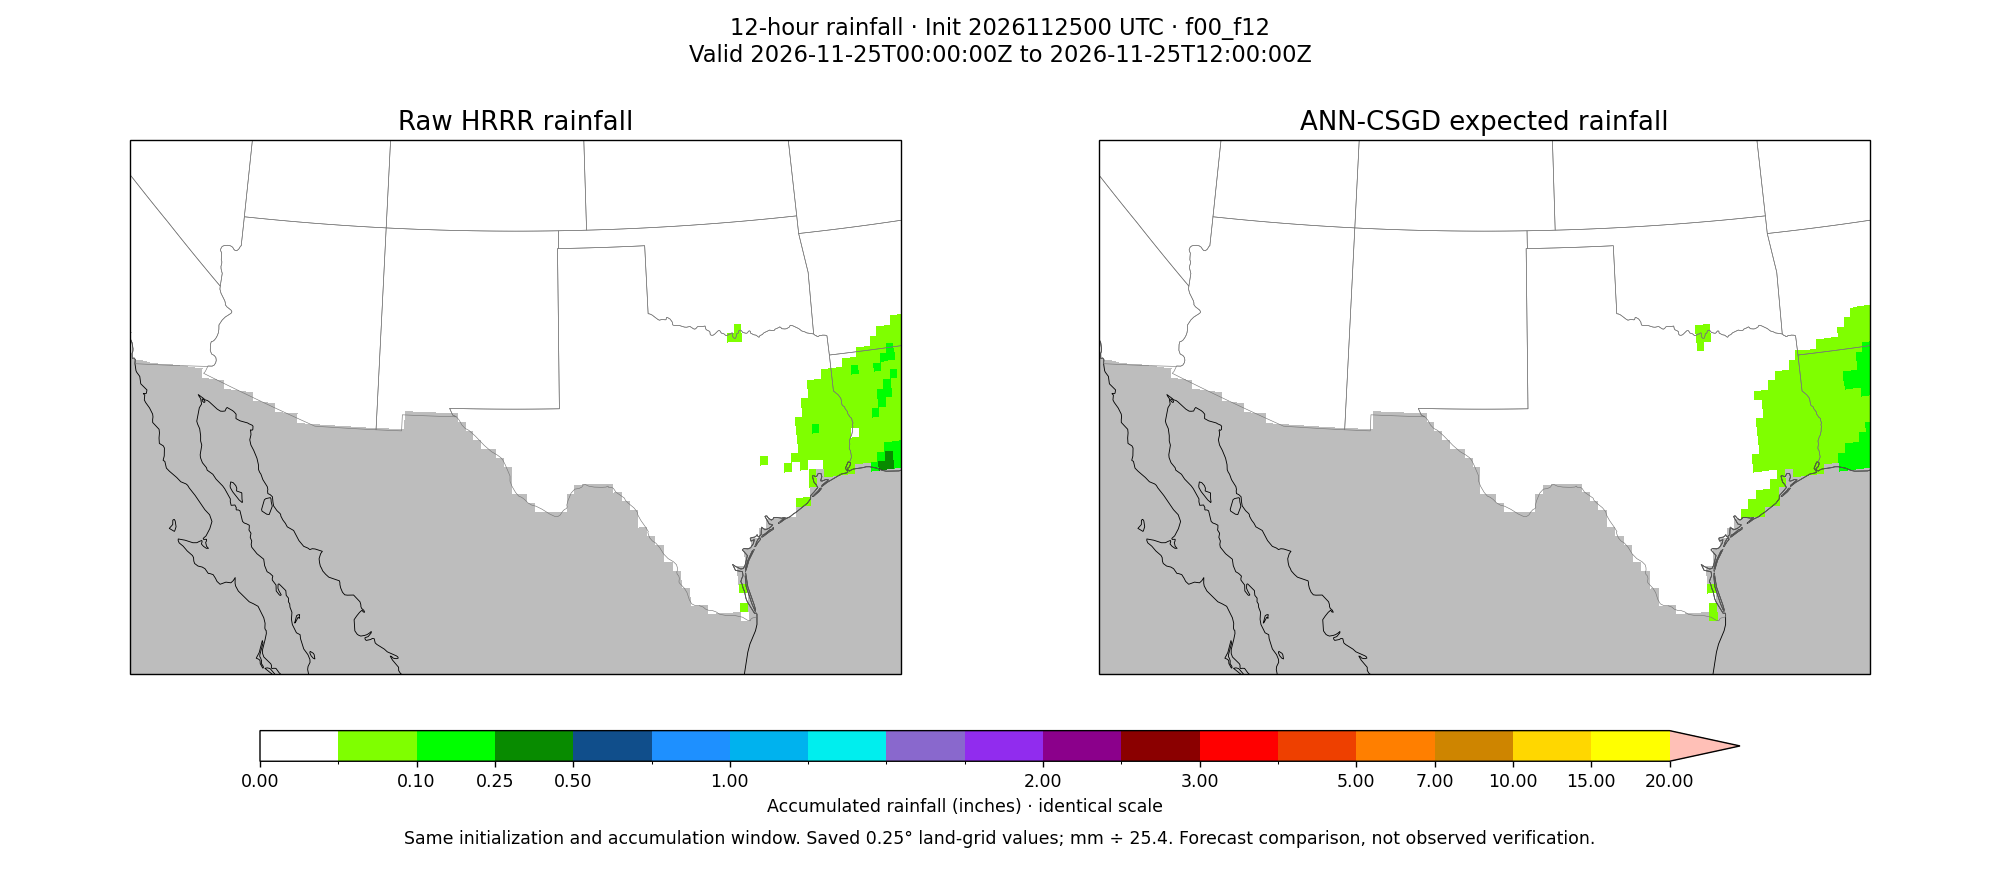 12-hour rainfall · Init 2026112500 UTC · f00_f12
Valid 2026-11-25T00:00:00Z to 2026-11-25T12:00:00Z
Raw HRRR rainfall
ANN-CSGD expected rainfall
0.00 0.10 0.25 0.50 1.00 2.00 3.00 5.00 7.00 10.00 15.00 20.00
Accumulated rainfall (inches) · identical scale
Same initialization and accumulation window. Saved 0.25° land-grid values; mm ÷ 25.4. Forecast comparison, not observed verification.